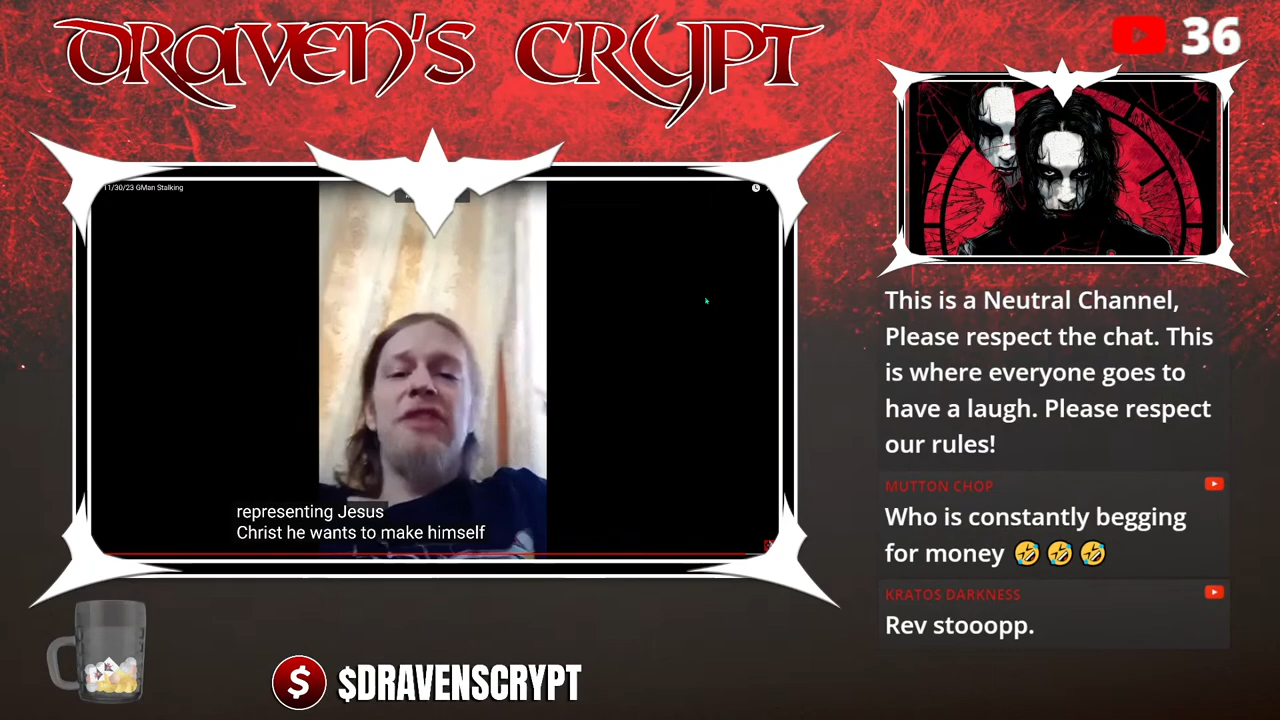 DRAVEN'S CRYPT
36
11/30/23 GMan Stalking
representing Jesus
Christ he wants to make himself
This is a Neutral Channel,
Please respect the chat. This
is where everyone goes to
have a laugh. Please respect
our rules!
MUTTON CHOP
Who is constantly begging
for money 🤣🤣🤣
KRATOS DARKNESS
Rev stooopp.
$ $DRAVENSCRYPT